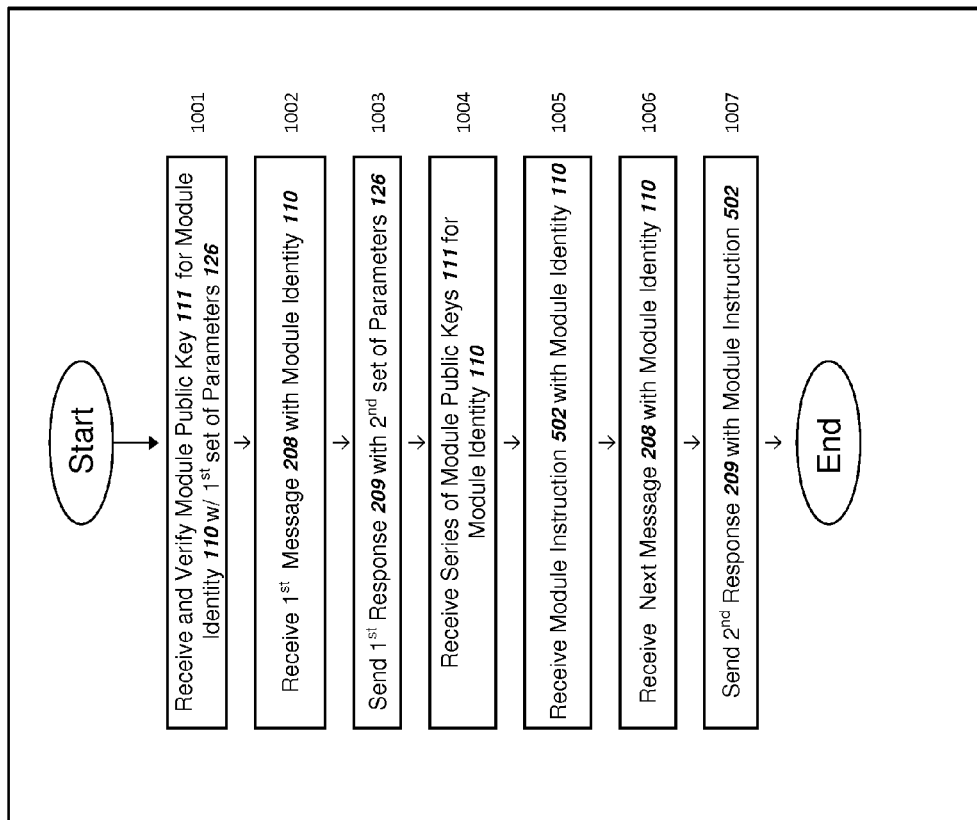 Start
Receive and Verify Module Public Key 111 for Module
Identity 110 w/ 1st set of Parameters 126
1001
Receive 1st Message 208 with Module Identity 110
1002
Send 1st Response 209 with 2nd set of Parameters 126
1003
Receive Series of Module Public Keys 111 for
Module Identity 110
1004
Receive Module Instruction 502 with Module Identity 110
1005
Receive Next Message 208 with Module Identity 110
1006
Send 2nd Response 209 with Module Instruction 502
1007
End